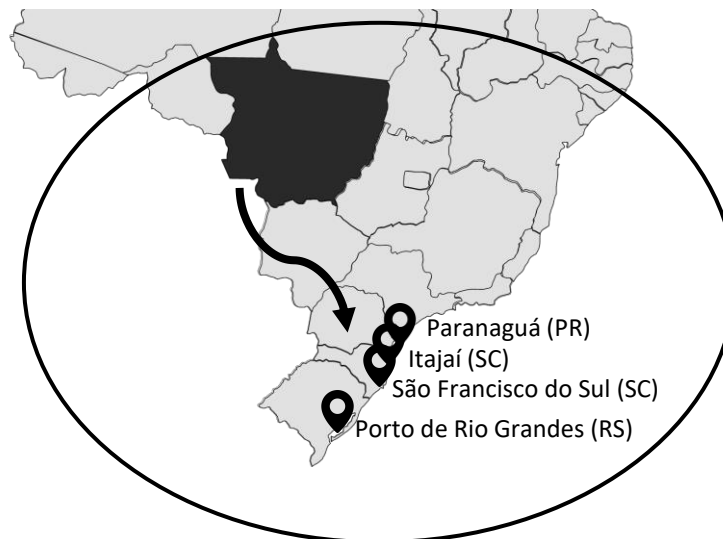 Paranaguá (PR)
Itajaí (SC)
São Francisco do Sul (SC)
Porto de Rio Grandes (RS)